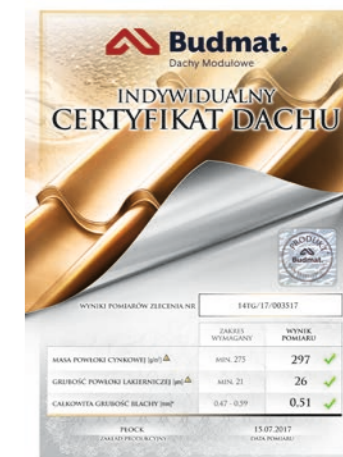 Budmat.
Dachy Modułowe
INDYWIDUALNY
CERTYFIKAT DACHU
PRODUKT
Budmat.
WYNIKI POMIARÓW ZLECENIA NR 14TG/17/003517
ZAKRES WYMAGANY WYNIK POMIARU
MASA POWŁOKI CYNKOWEJ [g/m²] MIN. 275 297
GRUBOŚĆ POWŁOKI LAKIERNICZEJ [µm] MIN. 21 26
CAŁKOWITA GRUBOŚĆ BLACHY [mm]* 0.47 - 0.59 0.51
PŁOCK 15.07.2017
ZAKŁAD PRODUKCYJNY DATA POMIARU